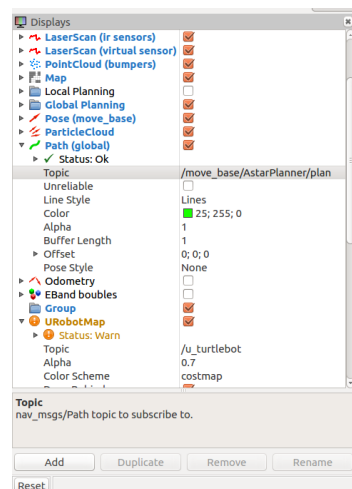 Displays
LaserScan (ir sensors)
LaserScan (virtual sensor)
PointCloud (bumpers)
Map
Local Planning
Global Planning
Pose (move_base)
ParticleCloud
Path (global)
Status: Ok
Topic /move_base/AstarPlanner/plan
Unreliable
Line Style Lines
Color 25; 255; 0
Alpha 1
Buffer Length 1
Offset 0; 0; 0
Pose Style None
Odometry
EBand boubles
Group
URobotMap
Status: Warn
Topic /u_turtlebot
Alpha 0.7
Color Scheme costmap
Topic
nav_msgs/Path topic to subscribe to.
Add Duplicate Remove Rename
Reset